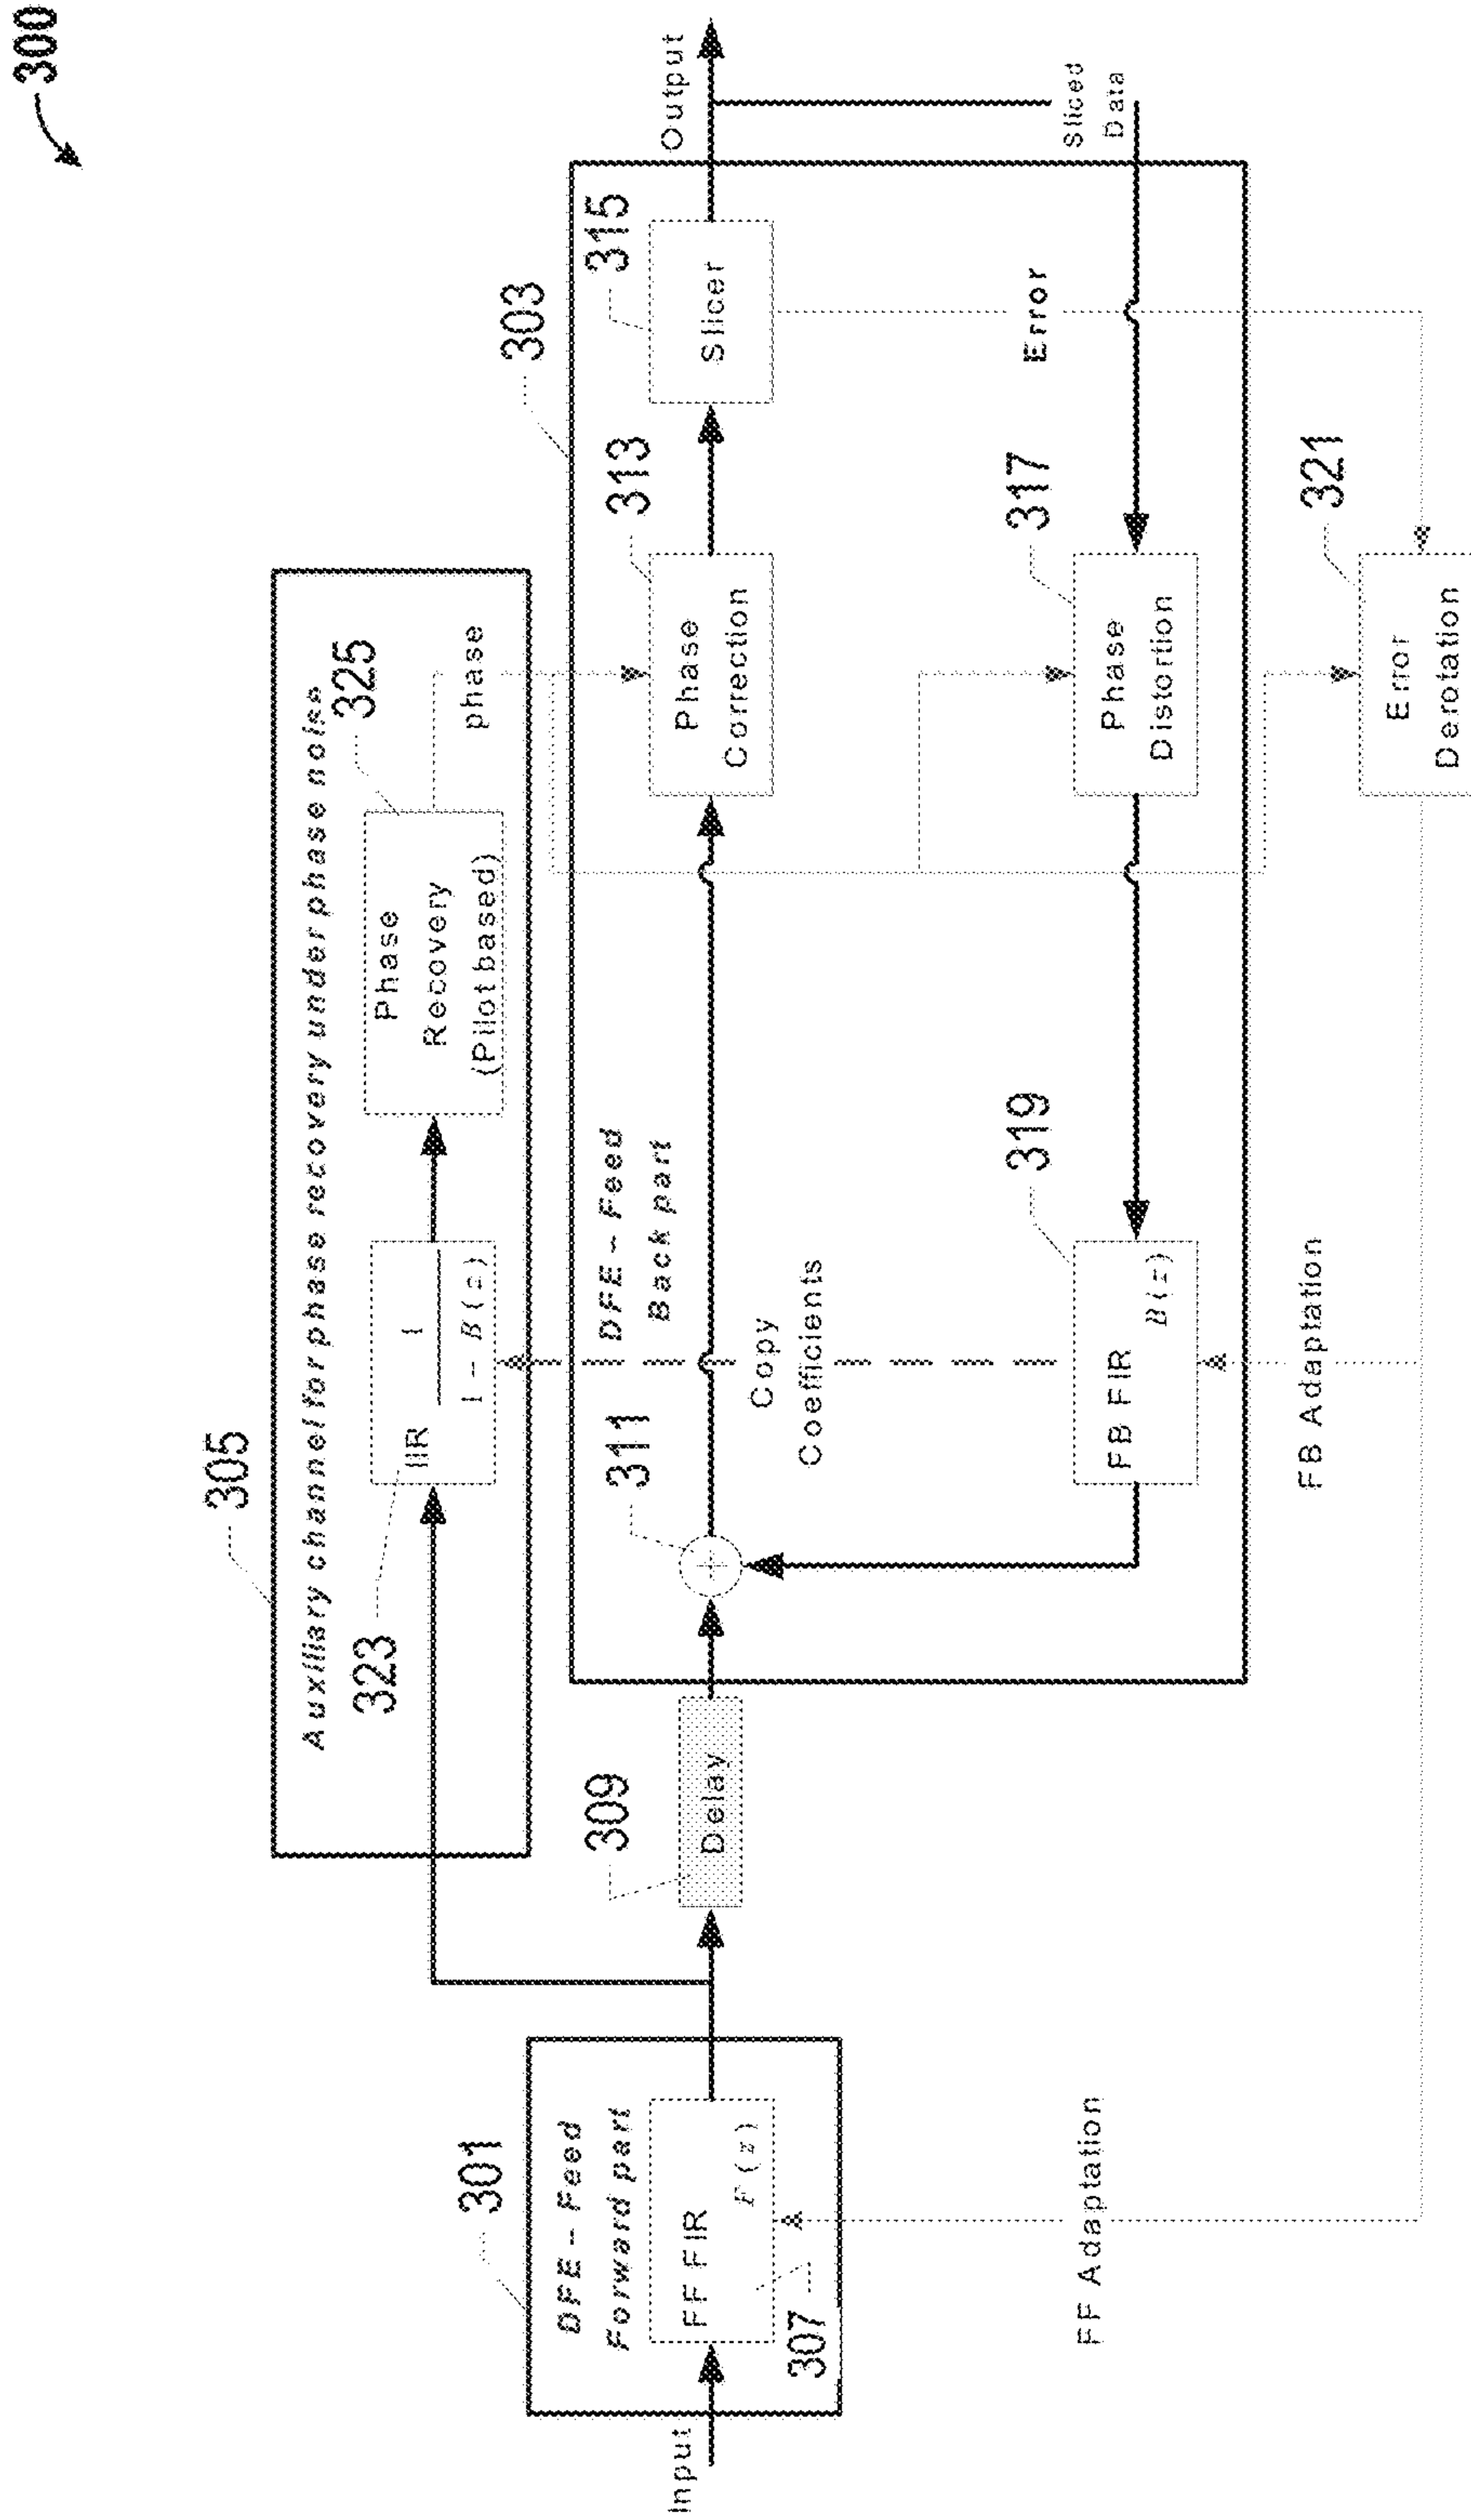 300
305
Auxiliary channel for phase recovery under phase noise
323
IIR
1
1 - B(z)
325
Phase
Recovery
(Pilot based)
phase
301
DFE - Feed
Forward part
Input
FF FIR
F(z)
307
309
Delay
303
DFE - Feed
Back part
311
+
Copy
Coefficients
313
Phase
Correction
315
Slicer
Output
Sliced
Data
Error
317
Phase
Distortion
319
FB FIR
B(z)
321
Error
Derotation
FB Adaptation
FF Adaptation